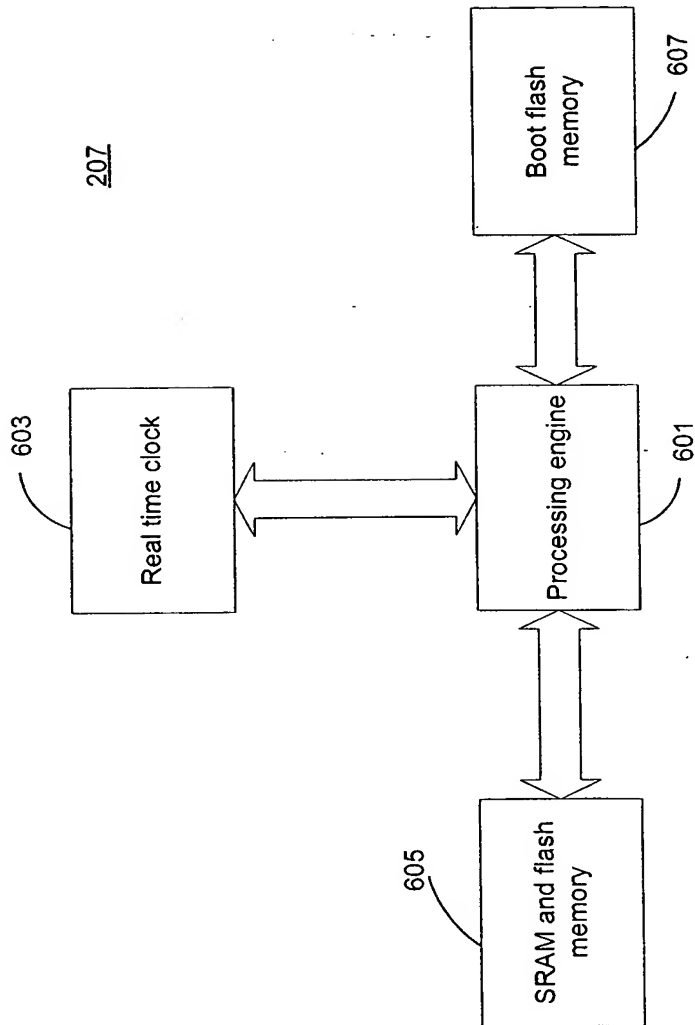 207
603
Real time clock
605
SRAM and flash
memory
Processing engine
601
Boot flash
memory
607